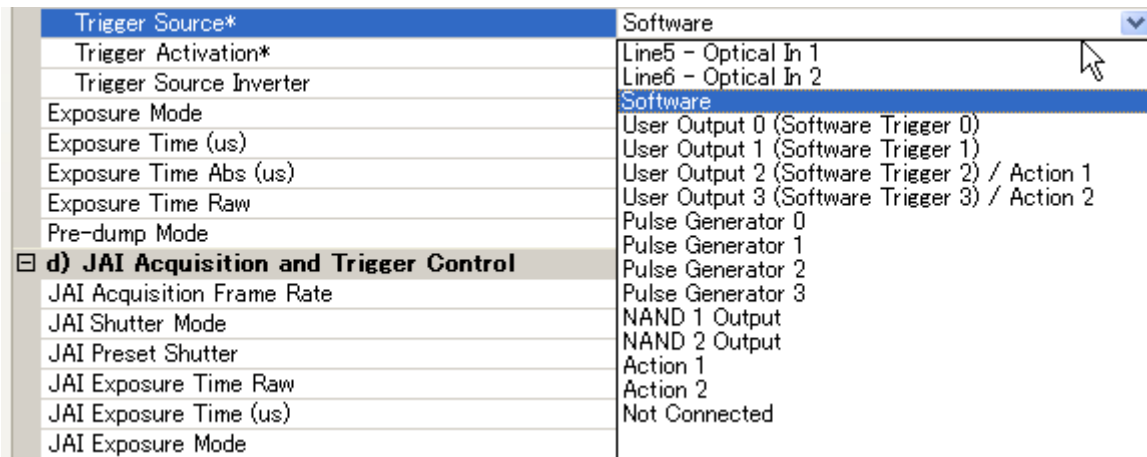 Trigger Source* Software
Trigger Activation*
Trigger Source Inverter
Exposure Mode
Exposure Time (us)
Exposure Time Abs (us)
Exposure Time Raw
Pre-dump Mode
d) JAI Acquisition and Trigger Control
JAI Acquisition Frame Rate
JAI Shutter Mode
JAI Preset Shutter
JAI Exposure Time Raw
JAI Exposure Time (us)
JAI Exposure Mode
Line5 - Optical In 1
Line6 - Optical In 2
Software
User Output 0 (Software Trigger 0)
User Output 1 (Software Trigger 1)
User Output 2 (Software Trigger 2) / Action 1
User Output 3 (Software Trigger 3) / Action 2
Pulse Generator 0
Pulse Generator 1
Pulse Generator 2
Pulse Generator 3
NAND 1 Output
NAND 2 Output
Action 1
Action 2
Not Connected